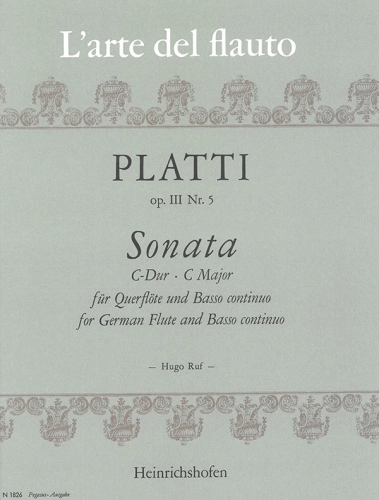 L'arte del flauto
PLATTI
op. III Nr. 5
Sonata
C-Dur · C Major
für Querflöte und Basso continuo
for German Flute and Basso continuo
– Hugo Ruf –
N 1826 Pegasus-Ausgabe
Heinrichshofen